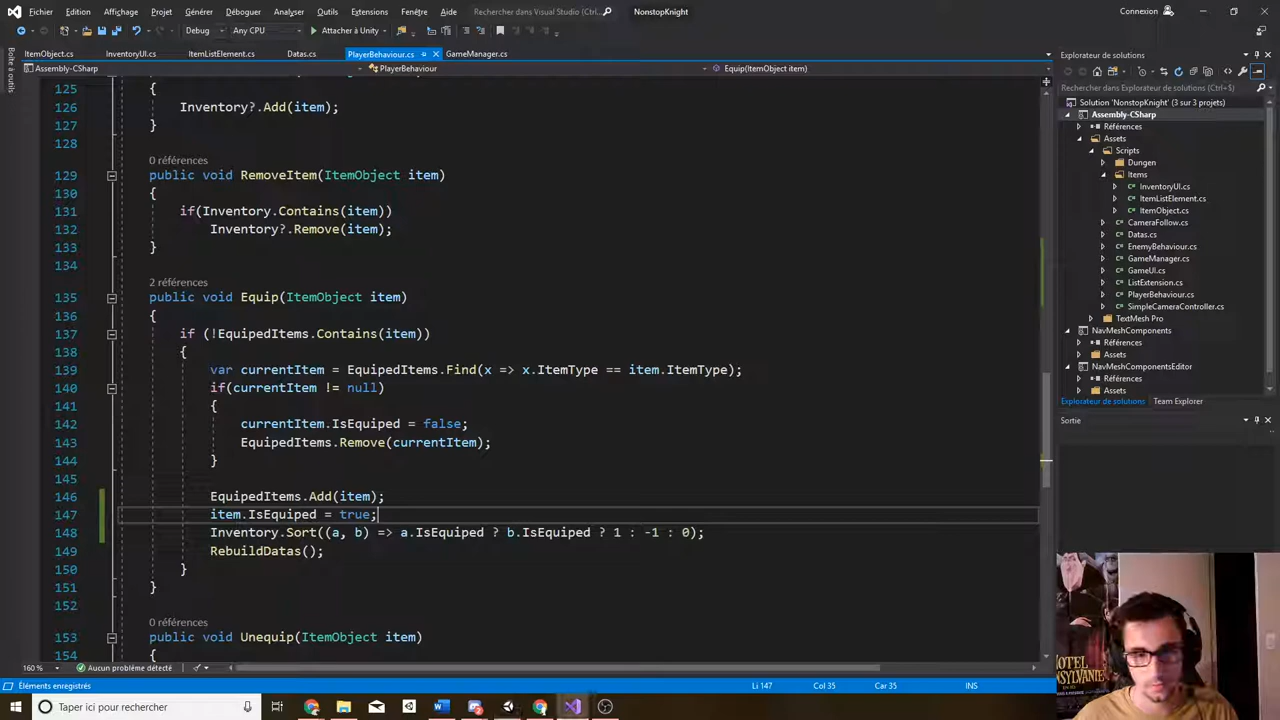 Fichier Edition Affichage Projet Générer Déboguer Analyser Outils Extensions Fenêtre Aide Rechercher dans Visual Studio NonstopKnight Connexion
Debug Any CPU Attacher à Unity
ItemObject.cs InventoryUI.cs ItemListElement.cs Datas.cs PlayerBehaviour.cs GameManager.cs
Assembly-CSharp PlayerBehaviour Equip(ItemObject item)
Boîte à outils
125 {
126 Inventory?.Add(item);
127 }
128
0 références
129 public void RemoveItem(ItemObject item)
130 {
131 if(Inventory.Contains(item))
132 Inventory?.Remove(item);
133 }
134
2 références
135 public void Equip(ItemObject item)
136 {
137 if (!EquipedItems.Contains(item))
138 {
139 var currentItem = EquipedItems.Find(x => x.ItemType == item.ItemType);
140 if(currentItem != null)
141 {
142 currentItem.IsEquiped = false;
143 EquipedItems.Remove(currentItem);
144 }
145
146 EquipedItems.Add(item);
147 item.IsEquiped = true;
148 Inventory.Sort((a, b) => a.IsEquiped ? b.IsEquiped ? 1 : -1 : 0);
149 RebuildDatas();
150 }
151 }
152
0 références
153 public void Unequip(ItemObject item)
154 {
160 % Aucun problème détecté
Éléments enregistrés Li 147 Col 35 Car 35 INS
Explorateur de solutions
Rechercher dans Explorateur de solutions (Ctrl+$)
Solution 'NonstopKnight' (3 sur 3 projets)
Assembly-CSharp
Références
Assets
Scripts
Dungen
Items
InventoryUI.cs
ItemListElement.cs
ItemObject.cs
CameraFollow.cs
Datas.cs
EnemyBehaviour.cs
GameManager.cs
GameUI.cs
ListExtension.cs
PlayerBehaviour.cs
SimpleCameraController.cs
TextMesh Pro
NavMeshComponents
Références
Assets
NavMeshComponentsEditor
Références
Assets
Explorateur de solutions Team Explorer
Sortie
Taper ici pour rechercher